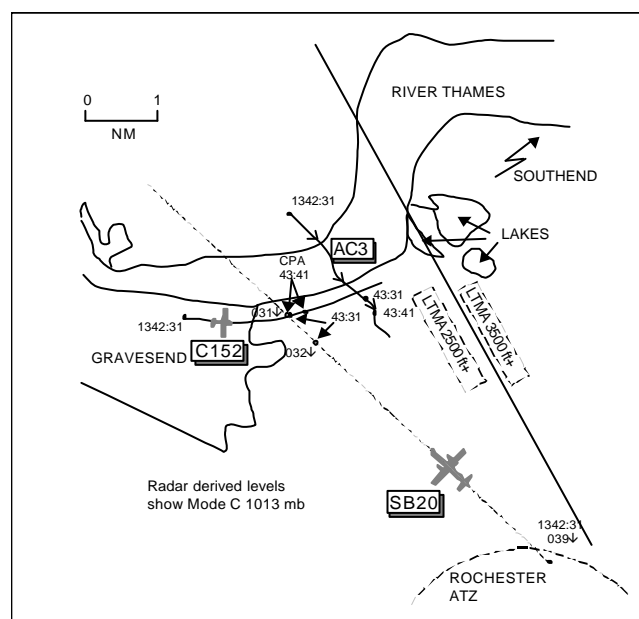 RIVER THAMES
0 1
NM
SOUTHEND
1342:31
LAKES
AC3
CPA
43:41
031↓
43:31
43:41
1342:31
43:31
GRAVESEND
C152
032↓
LTMA 2500 ft+
LTMA 3500 ft+
Radar derived levels
show Mode C 1013 mb
SB20
1342:31
039↓
ROCHESTER
ATZ